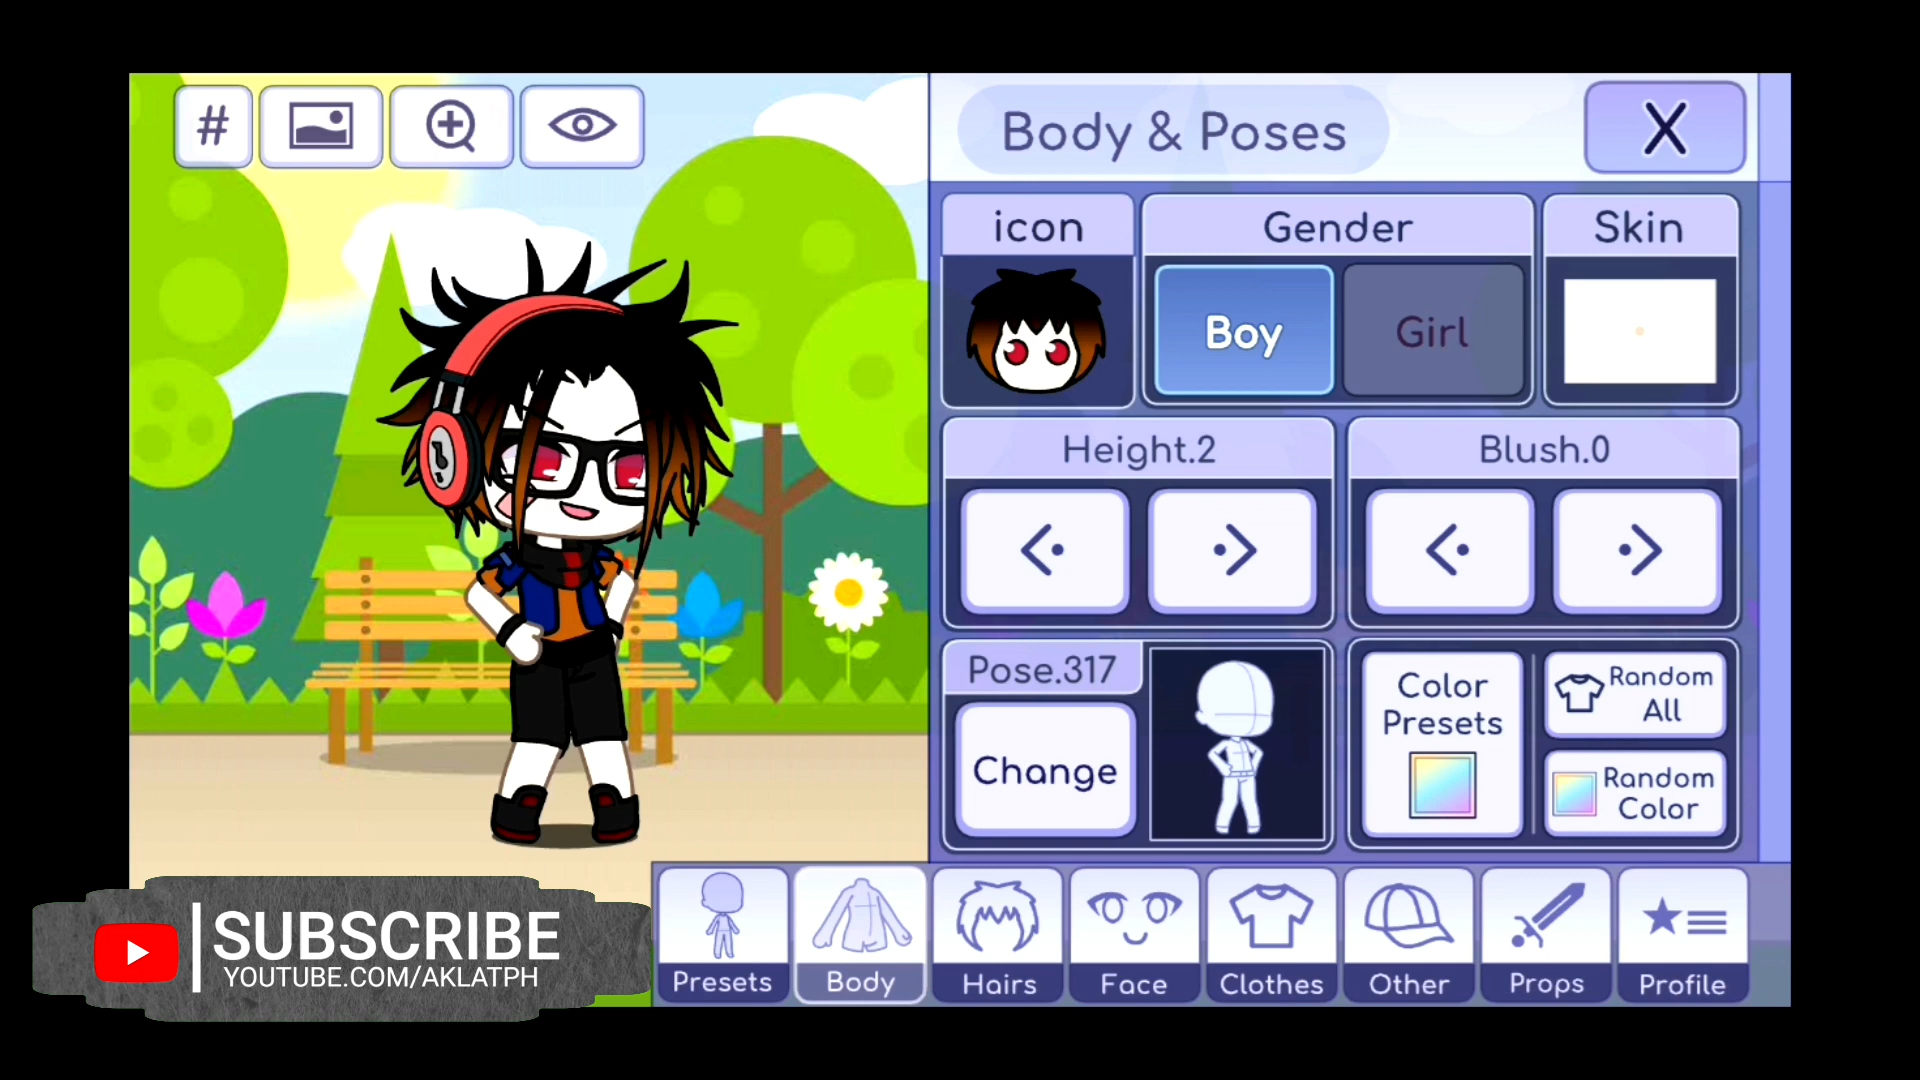 #
Body & Poses
X
icon
Gender
Skin
Boy
Girl
Height.2
Blush.0
Pose.317
Change
Color
Presets
Random
All
Random
Color
Presets
Body
Hairs
Face
Clothes
Other
Props
Profile
SUBSCRIBE
YOUTUBE.COM/AKLATPH